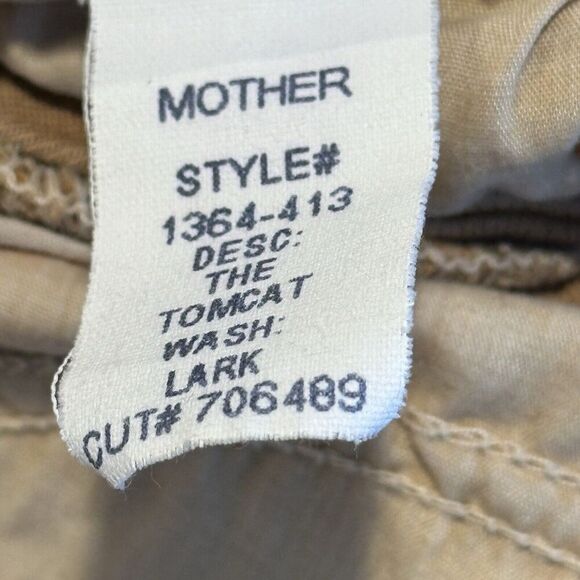 MOTHER
STYLE#
1364-413
DESC:
THE
TOMCAT
WASH:
LARK
CUT# 706489